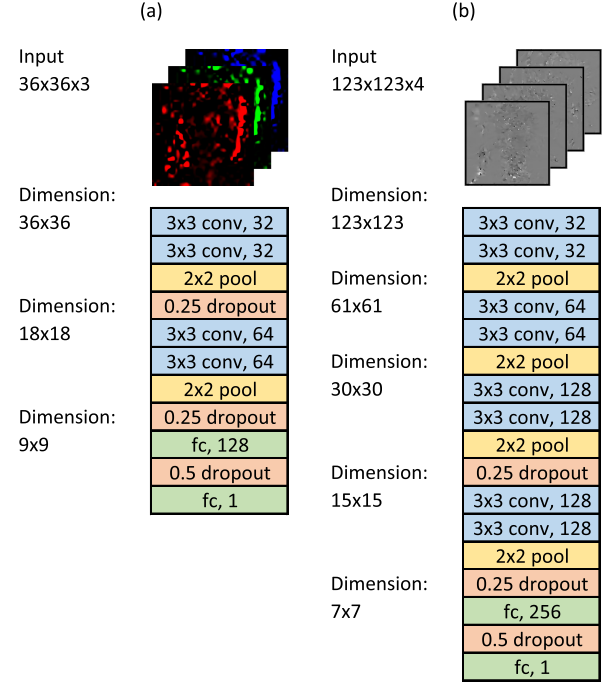 (a)
Input
36x36x3
Dimension:
36x36
3x3 conv, 32
3x3 conv, 32
2x2 pool
0.25 dropout
Dimension:
18x18
3x3 conv, 64
3x3 conv, 64
2x2 pool
0.25 dropout
Dimension:
9x9
fc, 128
0.5 dropout
fc, 1
(b)
Input
123x123x4
Dimension:
123x123
3x3 conv, 32
3x3 conv, 32
2x2 pool
Dimension:
61x61
3x3 conv, 64
3x3 conv, 64
2x2 pool
Dimension:
30x30
3x3 conv, 128
3x3 conv, 128
2x2 pool
0.25 dropout
Dimension:
15x15
3x3 conv, 128
3x3 conv, 128
2x2 pool
0.25 dropout
Dimension:
7x7
fc, 256
0.5 dropout
fc, 1